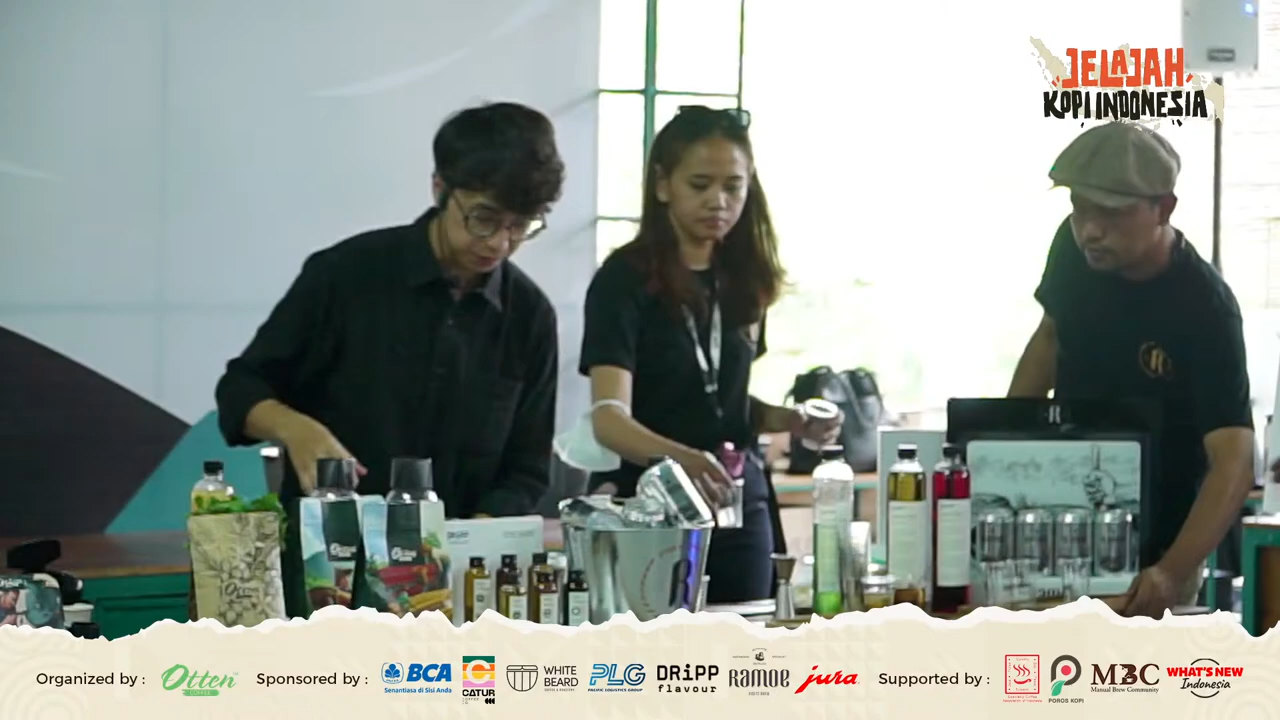 JELAJAH
KOPI INDONESIA
Organized by :
Otten
COFFEE
Sponsored by :
BCA
Senantiasa di Sisi Anda
CATUR
WHITE
BEARD
PLG
PACIFIC LOGISTICS GROUP
DRiPP
flavour
RAMOE
jura
Supported by :
POROS KOPI
MBC
Manual Brew Community
WHAT'S NEW
Indonesia